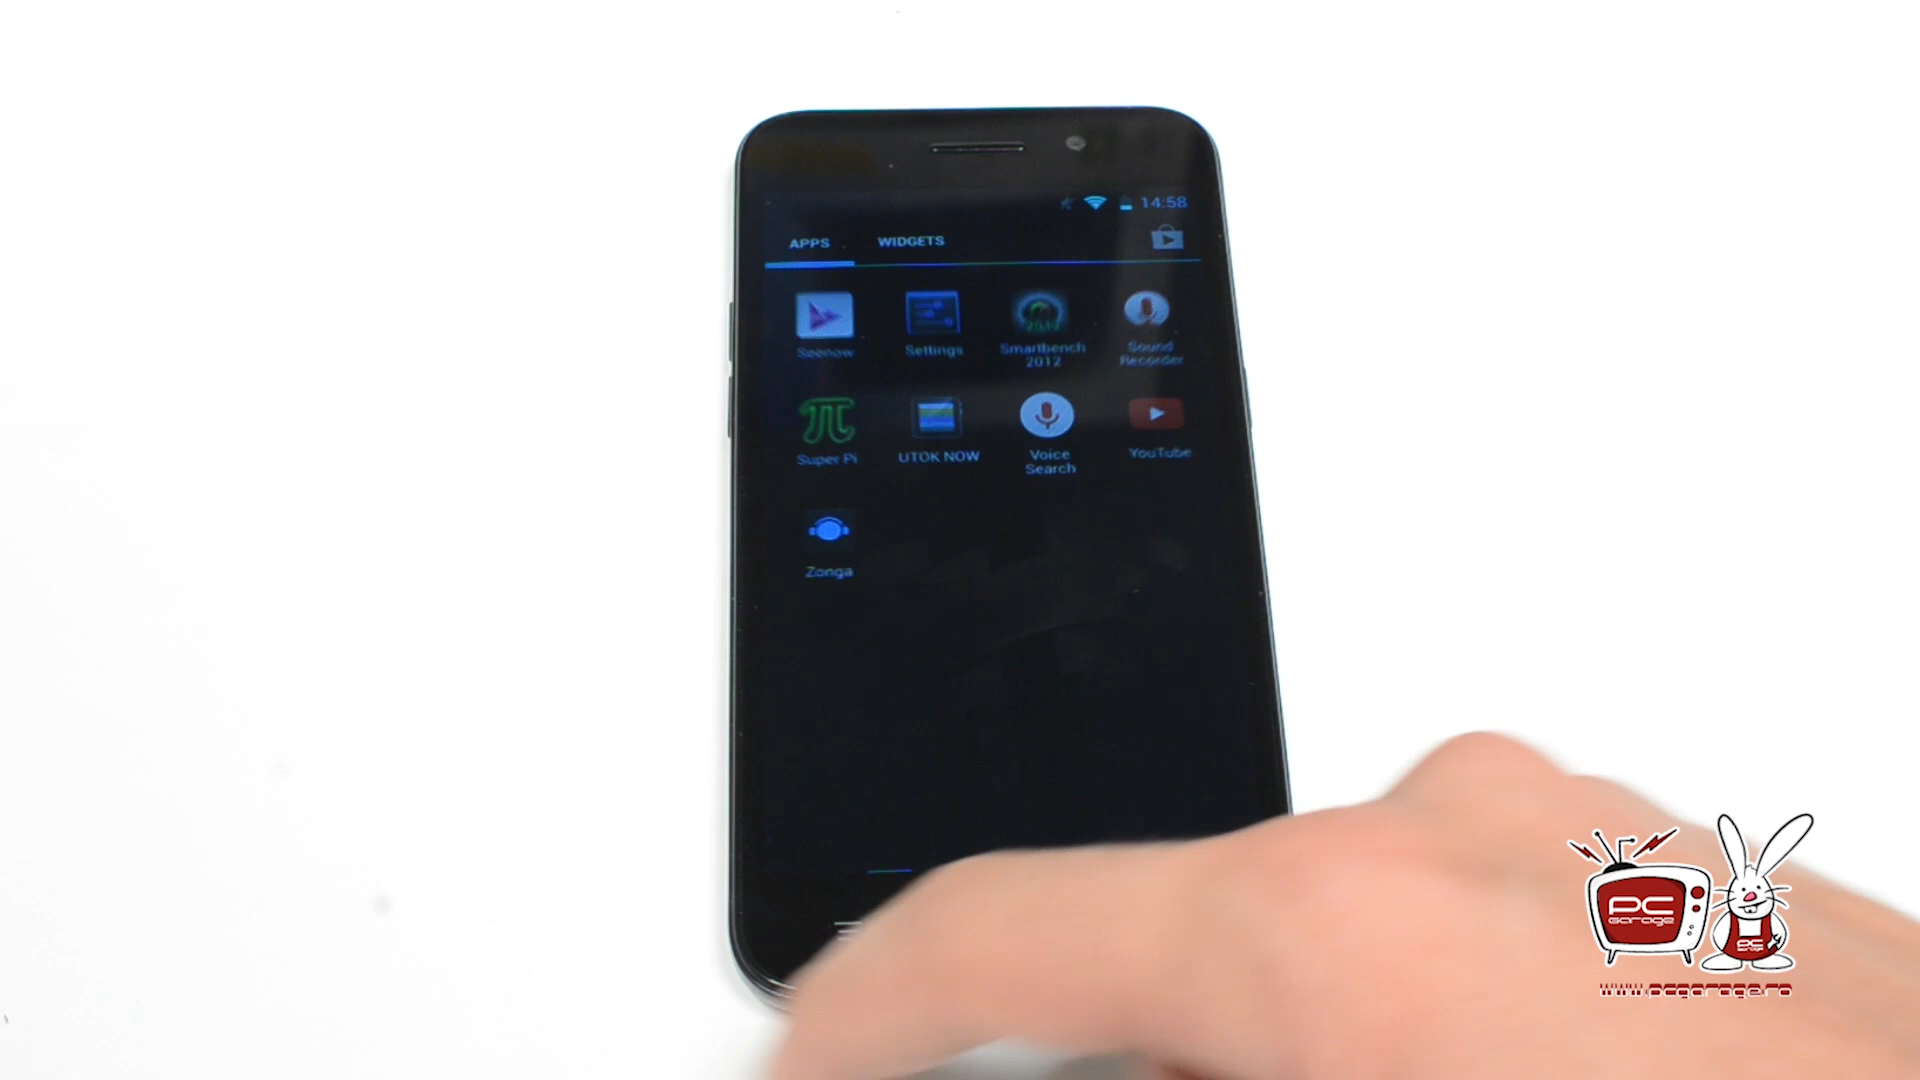 14:58
APPS WIDGETS
Seenow Settings Smartbench Sound
2012 Recorder
Super Pi UTOK NOW Voice YouTube
Search
Zonga
PC
Garage
PC
www.pcgarage.ro